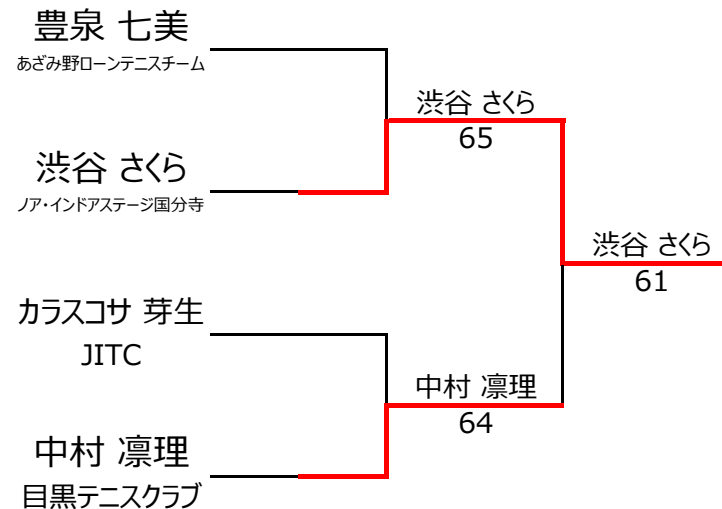 豊泉 七美
あざみ野ローンテニスチーム
渋谷 さくら
65
渋谷 さくら
ノア・インドアステージ国分寺
渋谷 さくら
61
カラスコサ 芽生
JITC
中村 凛理
64
中村 凛理
目黒テニスクラブ